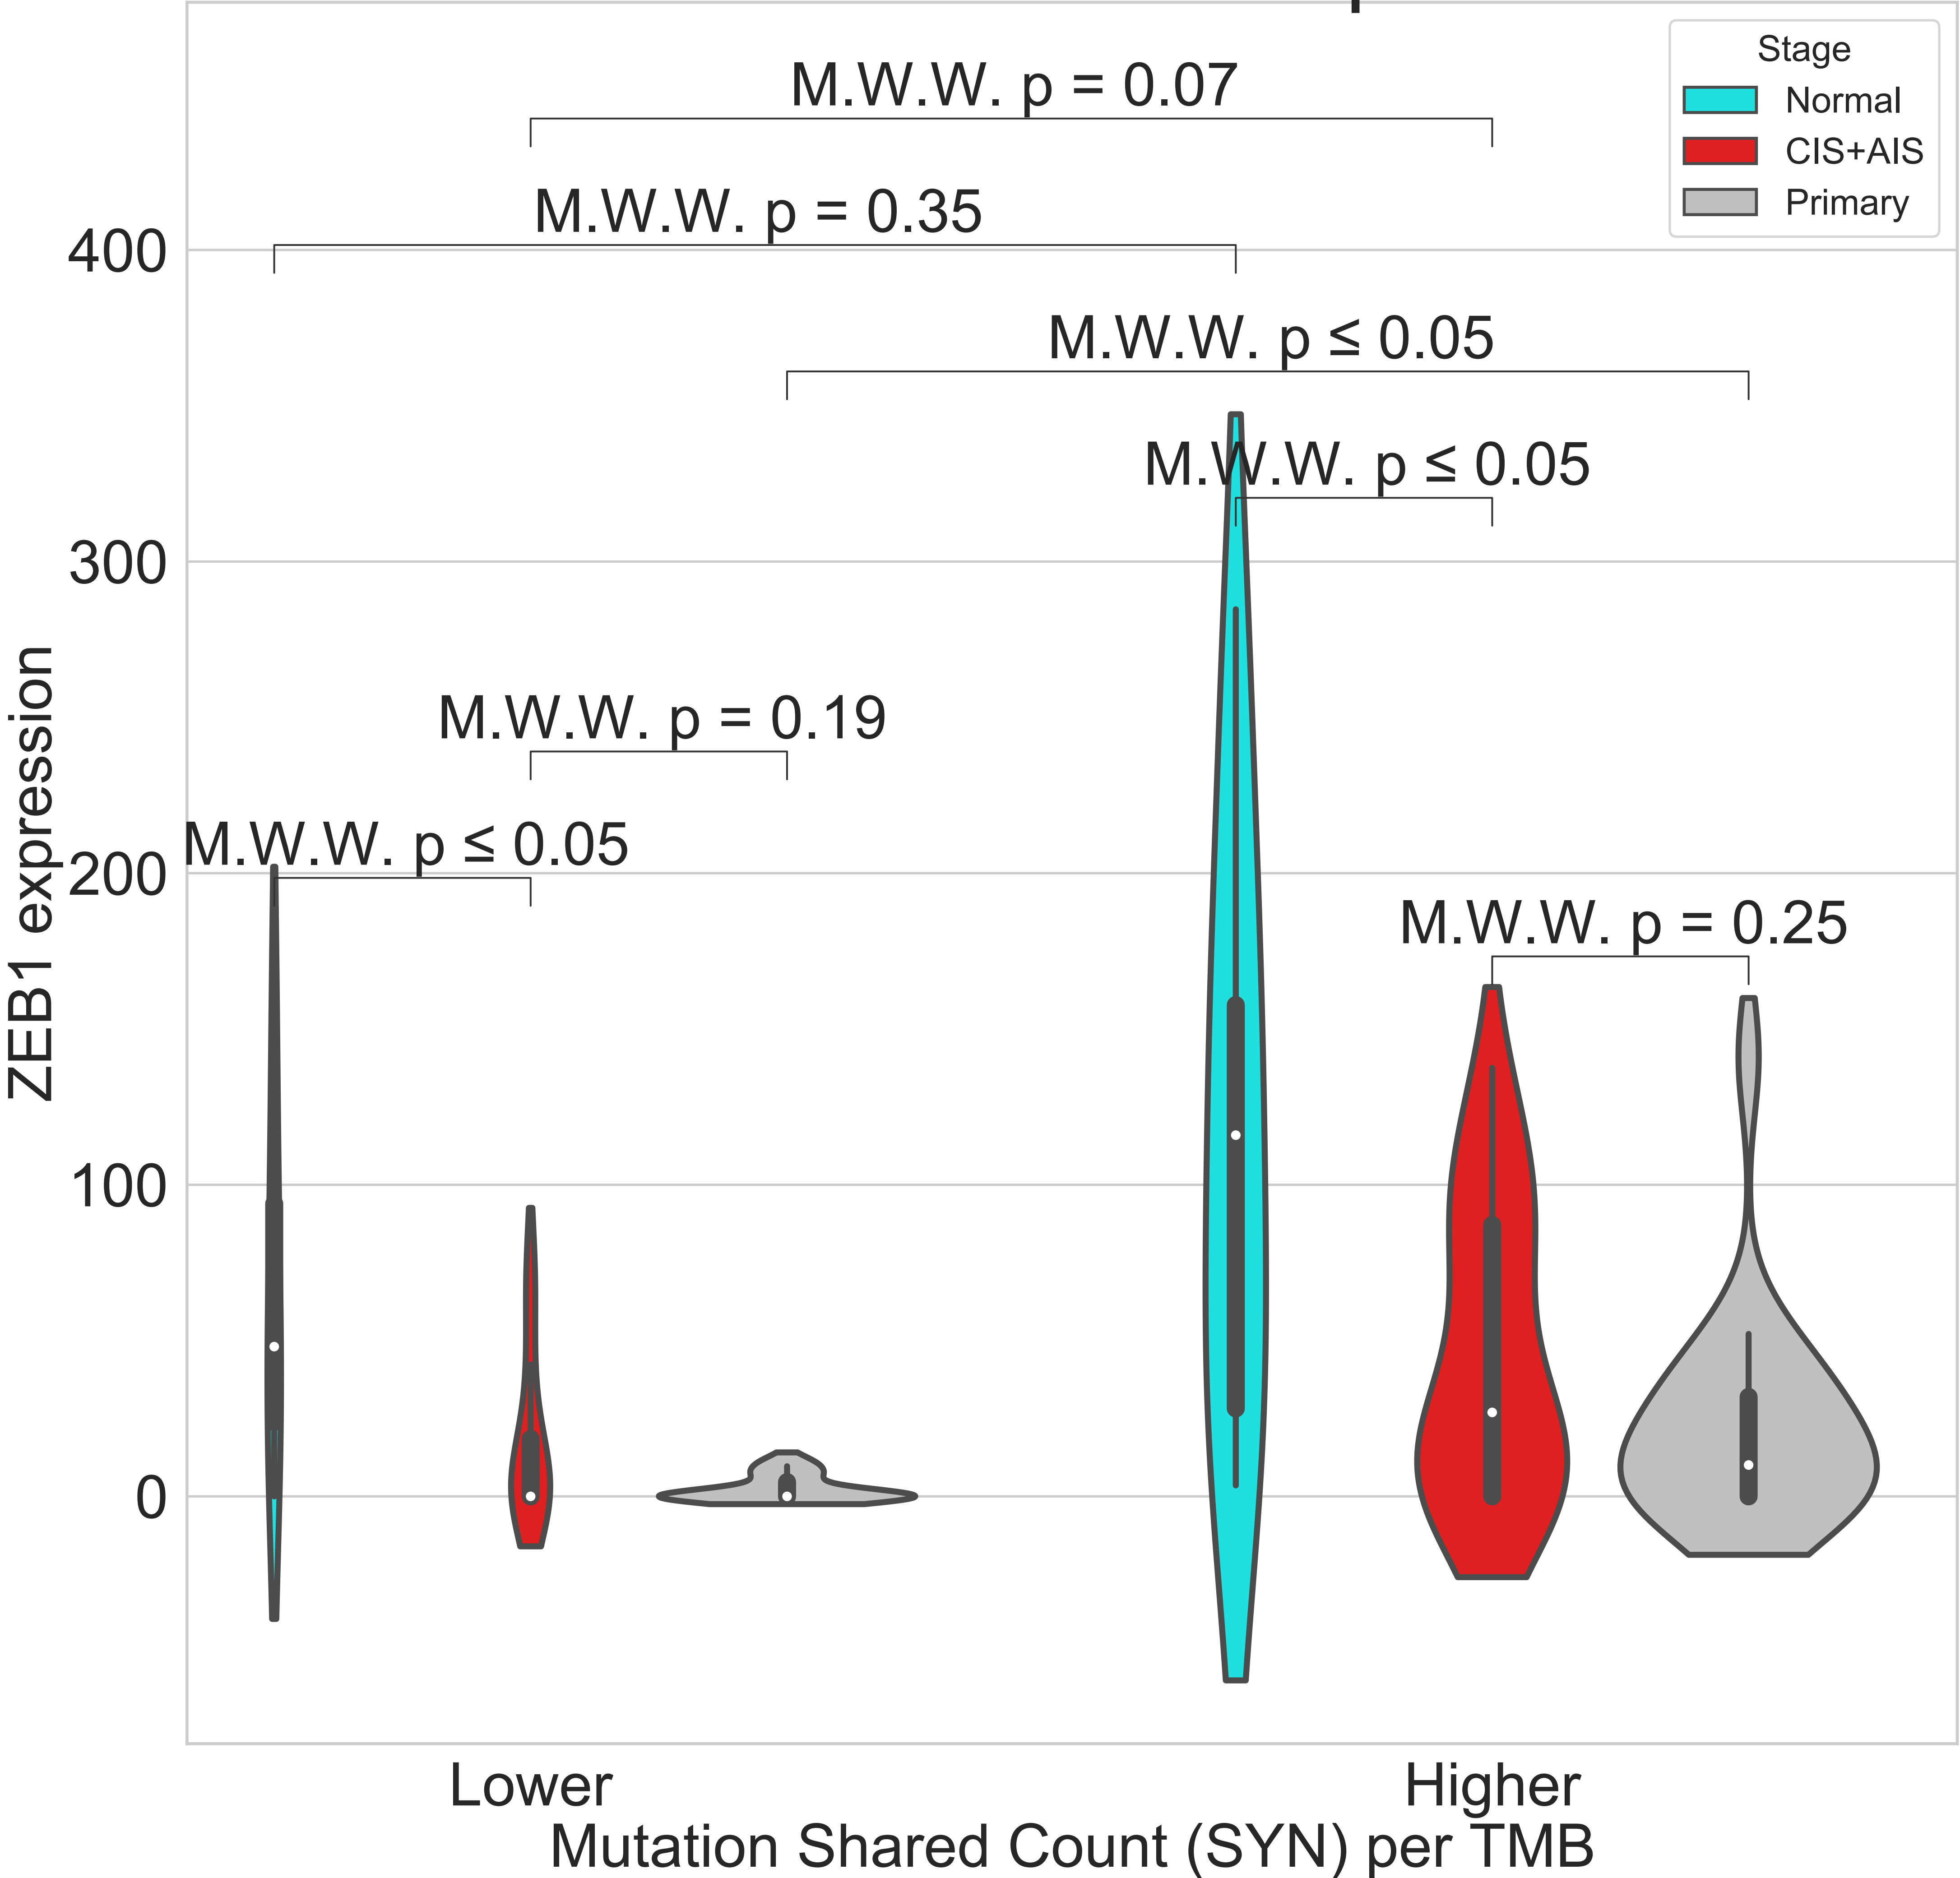 Stage
Normal
CIS+AIS
Primary
M.W.W. p = 0.07
M.W.W. p = 0.35
M.W.W. p ≤ 0.05
M.W.W. p ≤ 0.05
M.W.W. p = 0.19
M.W.W. p ≤ 0.05
M.W.W. p = 0.25
400
300
200
100
0
ZEB1 expression
Lower
Higher
Mutation Shared Count (SYN) per TMB